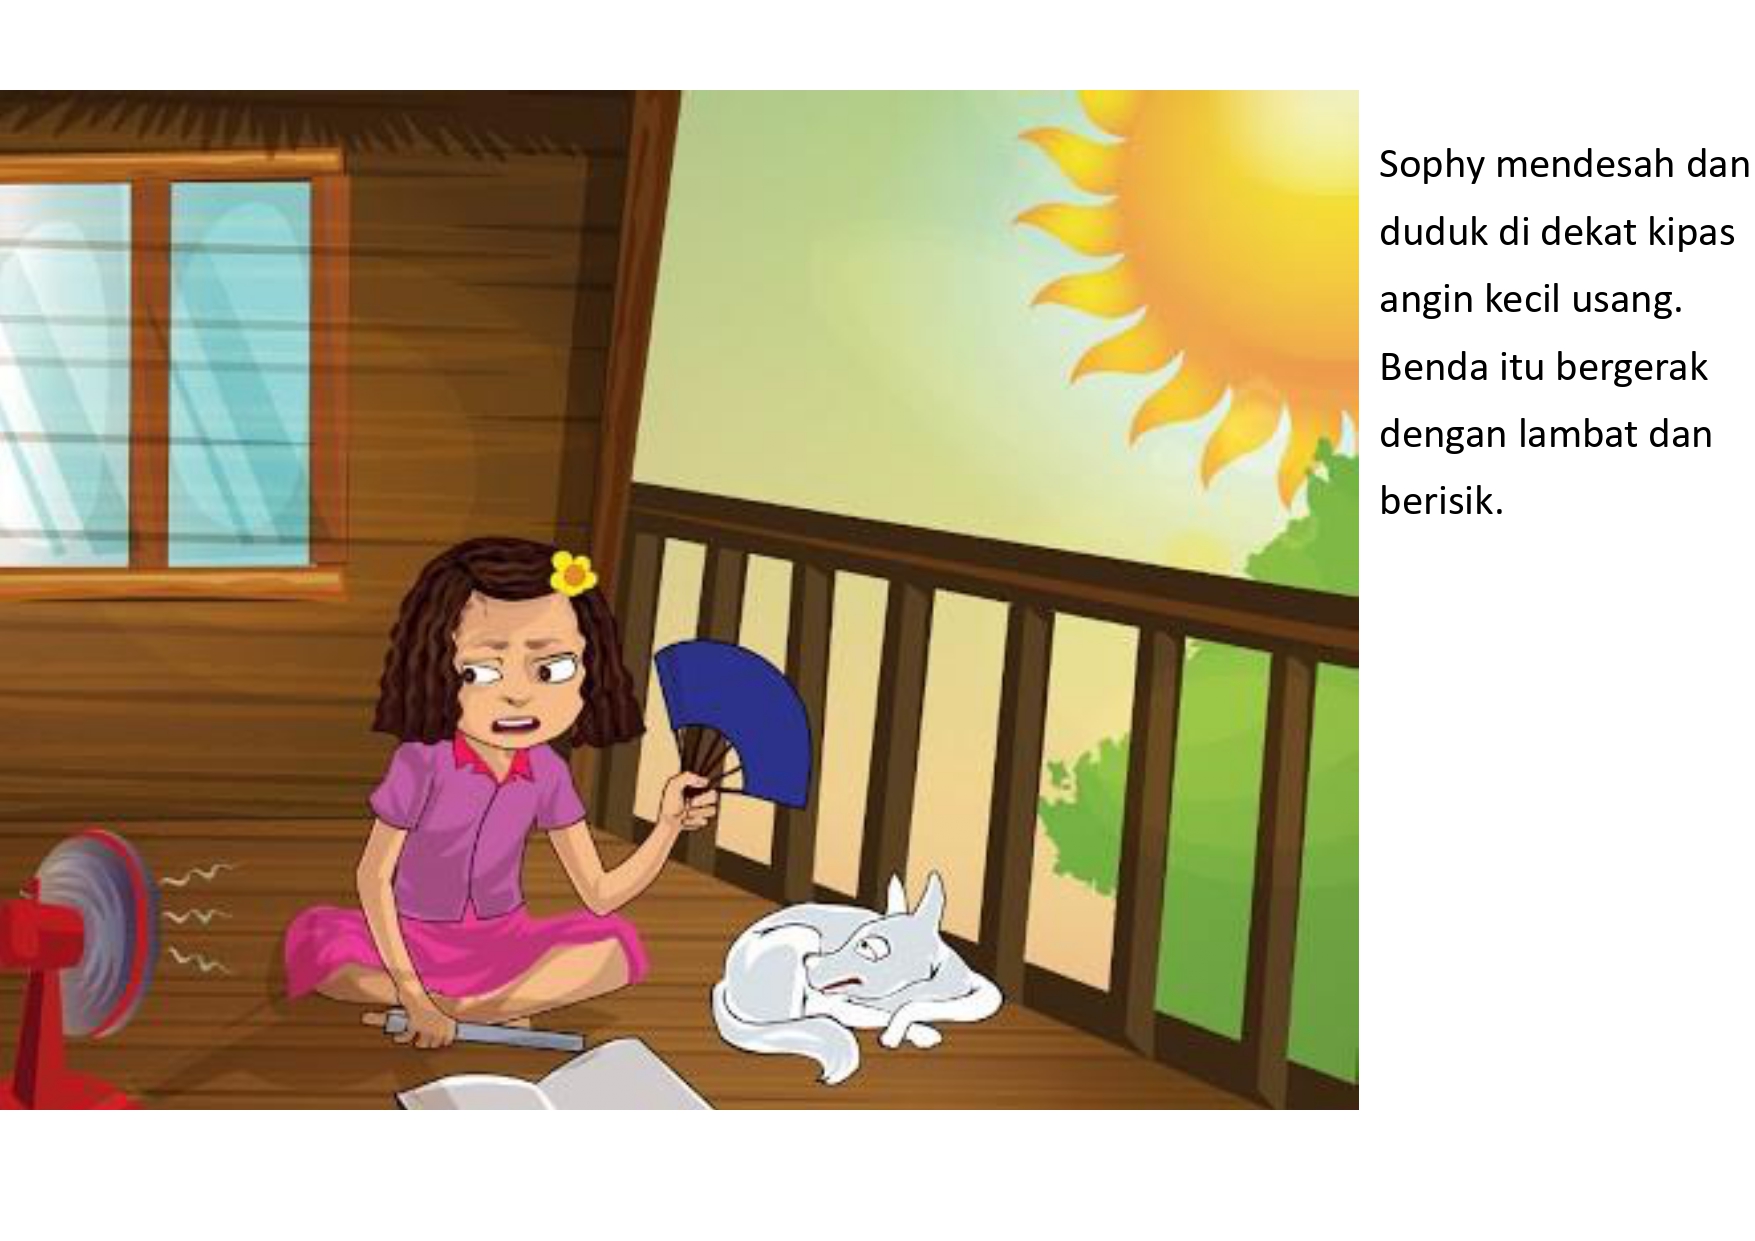 Sophy mendesah dan
duduk di dekat kipas
angin kecil usang.
Benda itu bergerak
dengan lambat dan
berisik.